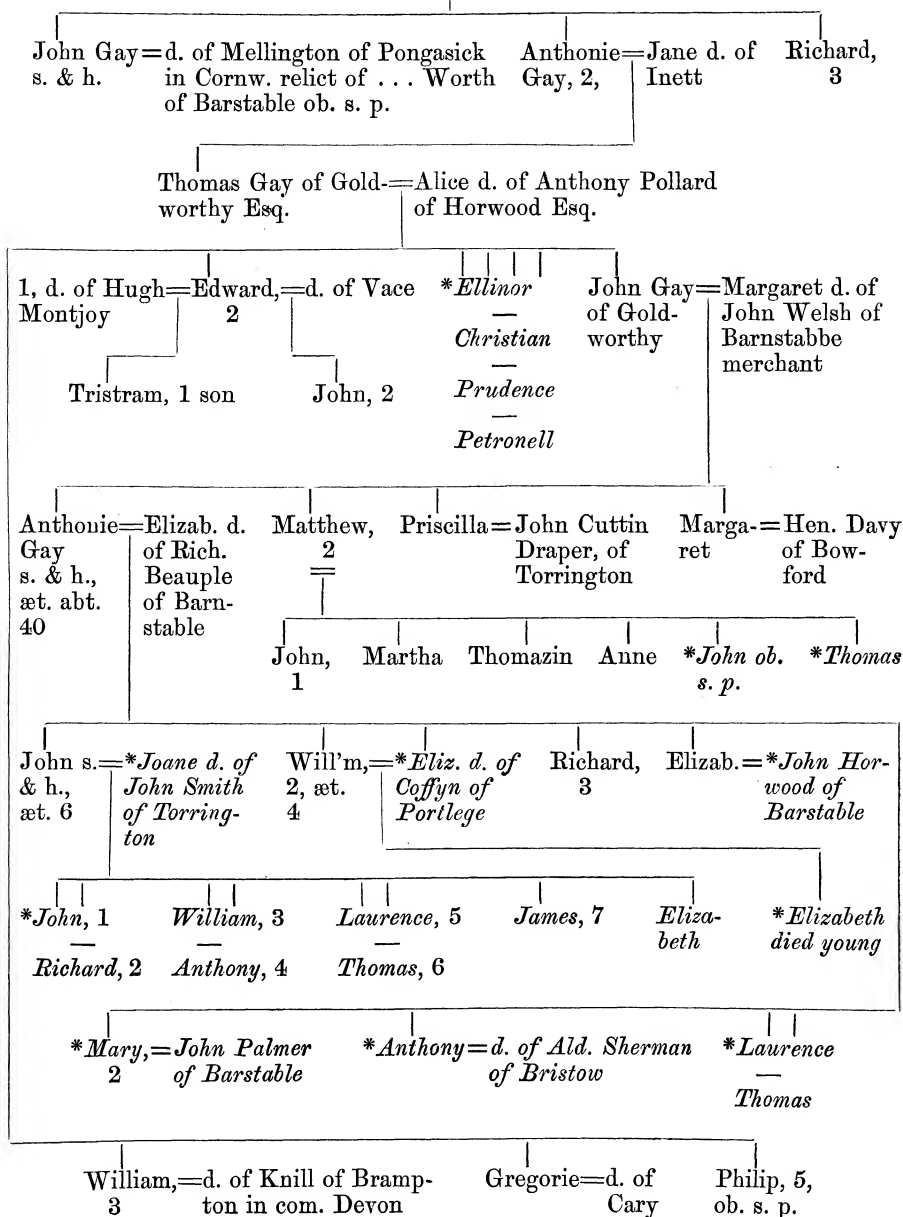 John Gay=d. of Mellington of Pongasick
s. & h. in Cornw. relict of ... Worth
of Barstable ob. s. p.
Anthonie=Jane d. of
Gay, 2, Inett
Richard,
3
Thomas Gay of Gold-=Alice d. of Anthony Pollard
worthy Esq. of Horwood Esq.
1, d. of Hugh=Edward,=d. of Vace
Montjoy 2
*Ellinor
—
Christian
—
Prudence
—
Petronell
John Gay=Margaret d. of
of Gold- John Welsh of
worthy Barnstabbe
merchant
Tristram, 1 son
John, 2
Anthonie=Elizab. d.
Gay of Rich.
s. & h., Beauple
æt. abt. of Barn-
40 stable
Matthew,
2
=
Priscilla=John Cuttin
Draper, of
Torrington
Marga-=Hen. Davy
ret of Bow-
ford
John,
1
Martha
Thomazin
Anne
*John ob.
s. p.
*Thomas
John s.=*Joane d. of
& h., John Smith
æt. 6 of Torring-
ton
Will'm,=*Eliz. d. of
2, æt. Coffyn of
4 Portlege
Richard,
3
Elizab.=*John Hor-
wood of
Barstable
*John, 1
—
Richard, 2
William, 3
—
Anthony, 4
Laurence, 5
—
Thomas, 6
James, 7
Eliza-
beth
*Elizabeth
died young
*Mary,=John Palmer
2 of Barstable
*Anthony=d. of Ald. Sherman
of Bristow
*Laurence
—
Thomas
William,=d. of Knill of Bramp-
3 ton in com. Devon
Gregorie=d. of
Cary
Philip, 5,
ob. s. p.